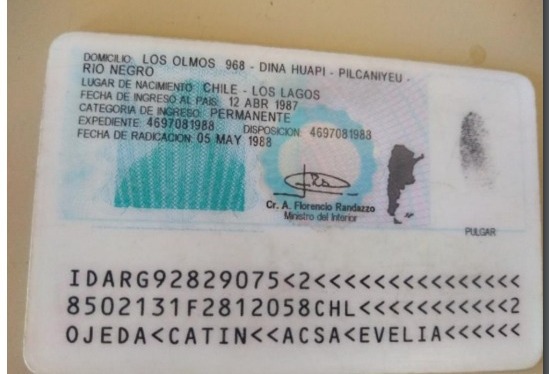 DOMICILIO: LOS OLMOS 968 - DINA HUAPI - PILCANIYEU -
RIO NEGRO
LUGAR DE NACIMIENTO: CHILE - LOS LAGOS
FECHA DE INGRESO AL PAIS: 12 ABR 1987
CATEGORIA DE INGRESO: PERMANENTE
EXPEDIENTE: 4697081988 DISPOSICION: 4697081988
FECHA DE RADICACION: 05 MAY 1988
Cr. A. Florencio Randazzo
Ministro del Interior
PULGAR
IDARG92829075<2<<<<<<<<<<<<<<<
8502131F2812058CHL<<<<<<<<<<<2
OJEDA<CATIN<<ACSA<EVELIA<<<<<<